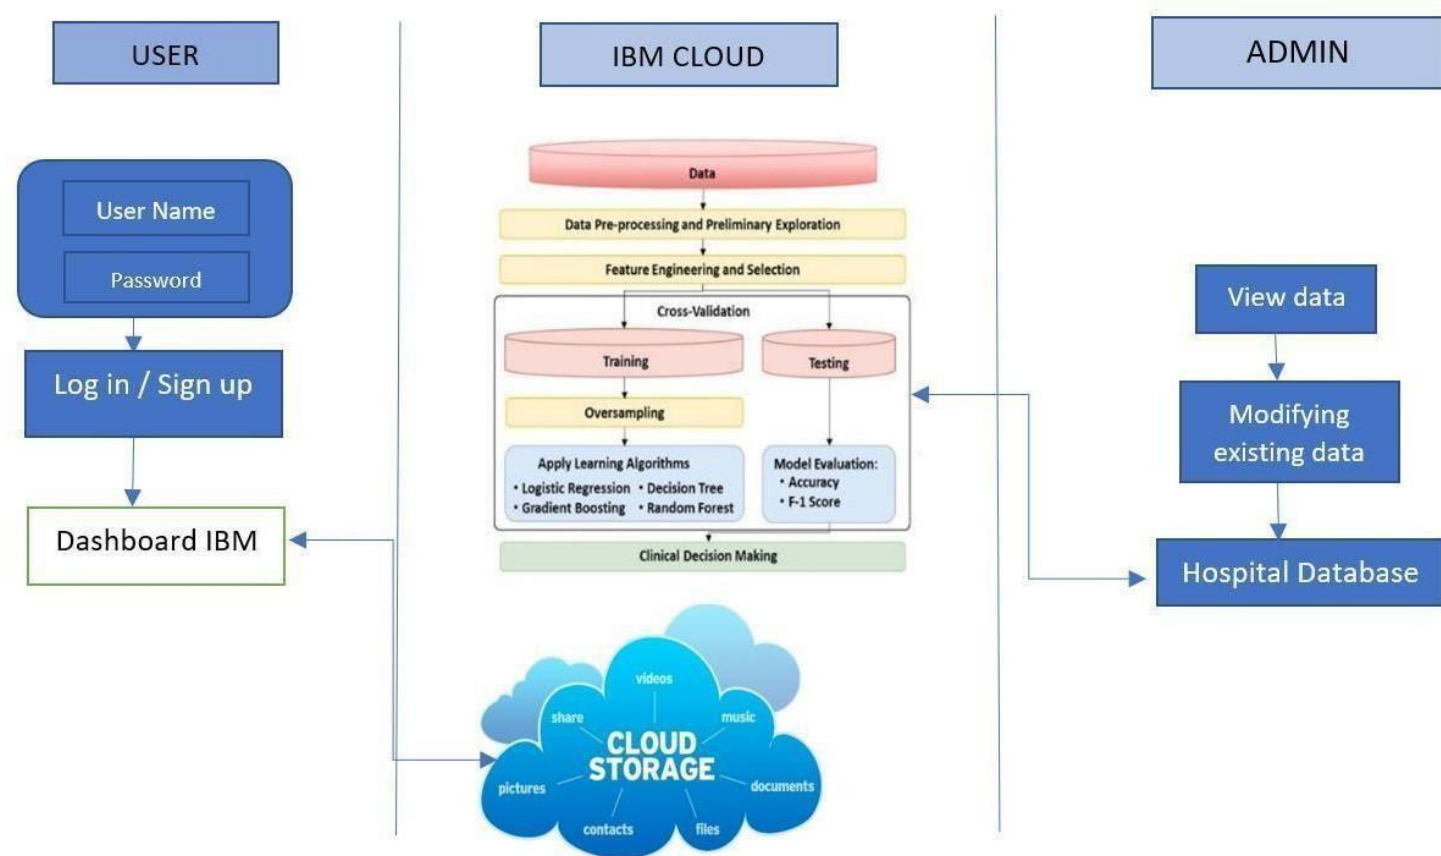 USER
User Name
Password
Log in / Sign up
Dashboard IBM
IBM CLOUD
Data
Data Pre-processing and Preliminary Exploration
Feature Engineering and Selection
Cross-Validation
Training
Testing
Oversampling
Apply Learning Algorithms
• Logistic Regression • Decision Tree
• Gradient Boosting • Random Forest
Model Evaluation:
• Accuracy
• F-1 Score
Clinical Decision Making
videos
share
music
CLOUD
STORAGE
pictures
documents
contacts
files
ADMIN
View data
Modifying
existing data
Hospital Database